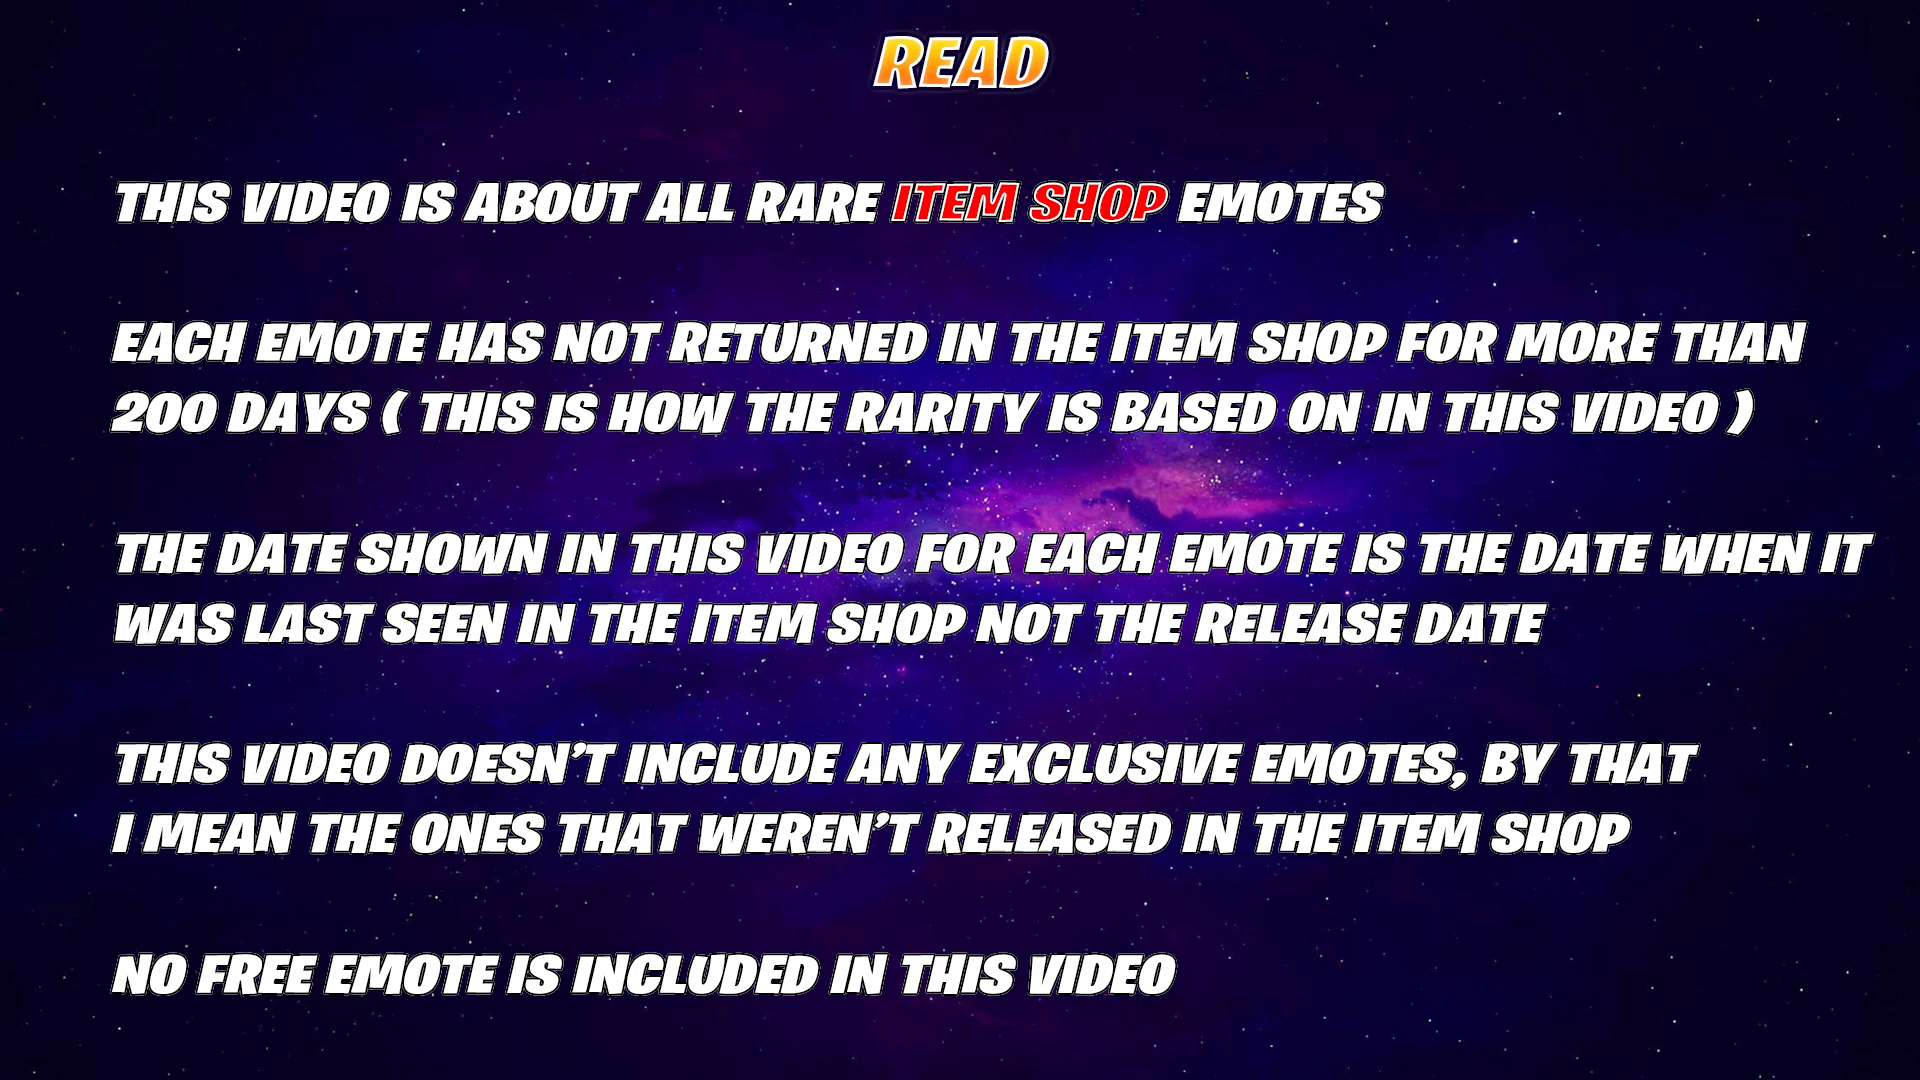 READ
THIS VIDEO IS ABOUT ALL RARE ITEM SHOP EMOTES
EACH EMOTE HAS NOT RETURNED IN THE ITEM SHOP FOR MORE THAN
200 DAYS ( THIS IS HOW THE RARITY IS BASED ON IN THIS VIDEO )
THE DATE SHOWN IN THIS VIDEO FOR EACH EMOTE IS THE DATE WHEN IT
WAS LAST SEEN IN THE ITEM SHOP NOT THE RELEASE DATE
THIS VIDEO DOESN'T INCLUDE ANY EXCLUSIVE EMOTES, BY THAT
I MEAN THE ONES THAT WEREN'T RELEASED IN THE ITEM SHOP
NO FREE EMOTE IS INCLUDED IN THIS VIDEO